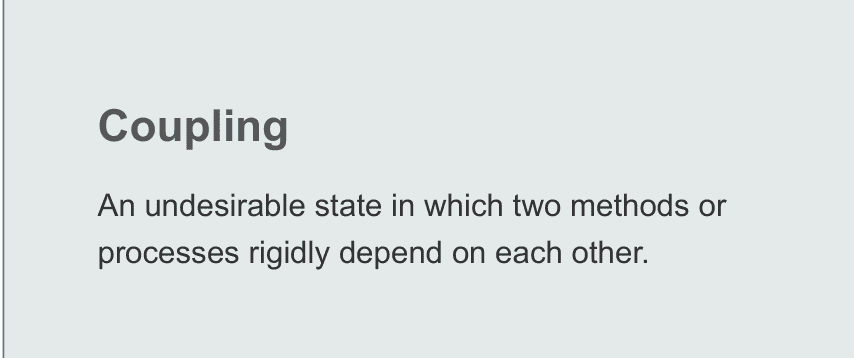 Coupling
An undesirable state in which two methods or
processes rigidly depend on each other.